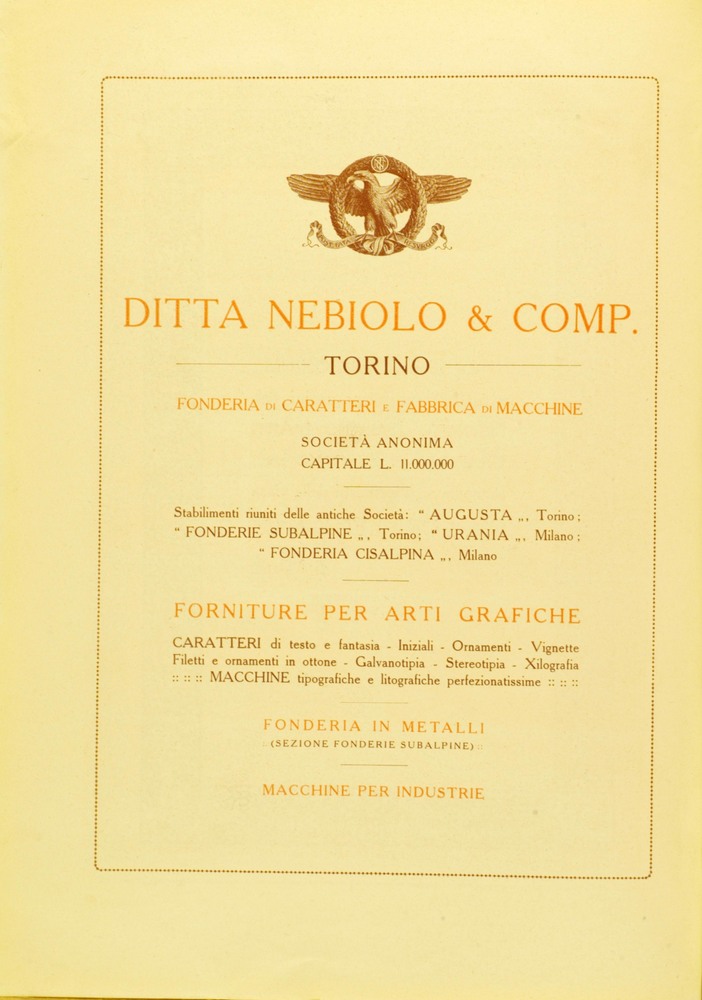 DITTA NEBIOLO & COMP.
TORINO
FONDERIA DI CARATTERI E FABBRICA DI MACCHINE
SOCIETÀ ANONIMA
CAPITALE L. 11.000.000
Stabilimenti riuniti delle antiche Società: “ AUGUSTA „, Torino;
“ FONDERIE SUBALPINE „, Torino; “ URANIA „, Milano;
“ FONDERIA CISALPINA „, Milano
FORNITURE PER ARTI GRAFICHE
CARATTERI di testo e fantasia - Iniziali - Ornamenti - Vignette
Filetti e ornamenti in ottone - Galvanotipia - Stereotipia - Xilografia
:: :: :: MACCHINE tipografiche e litografiche perfezionatissime :: :: ::
FONDERIA IN METALLI
:: (SEZIONE FONDERIE SUBALPINE) ::
MACCHINE PER INDUSTRIE